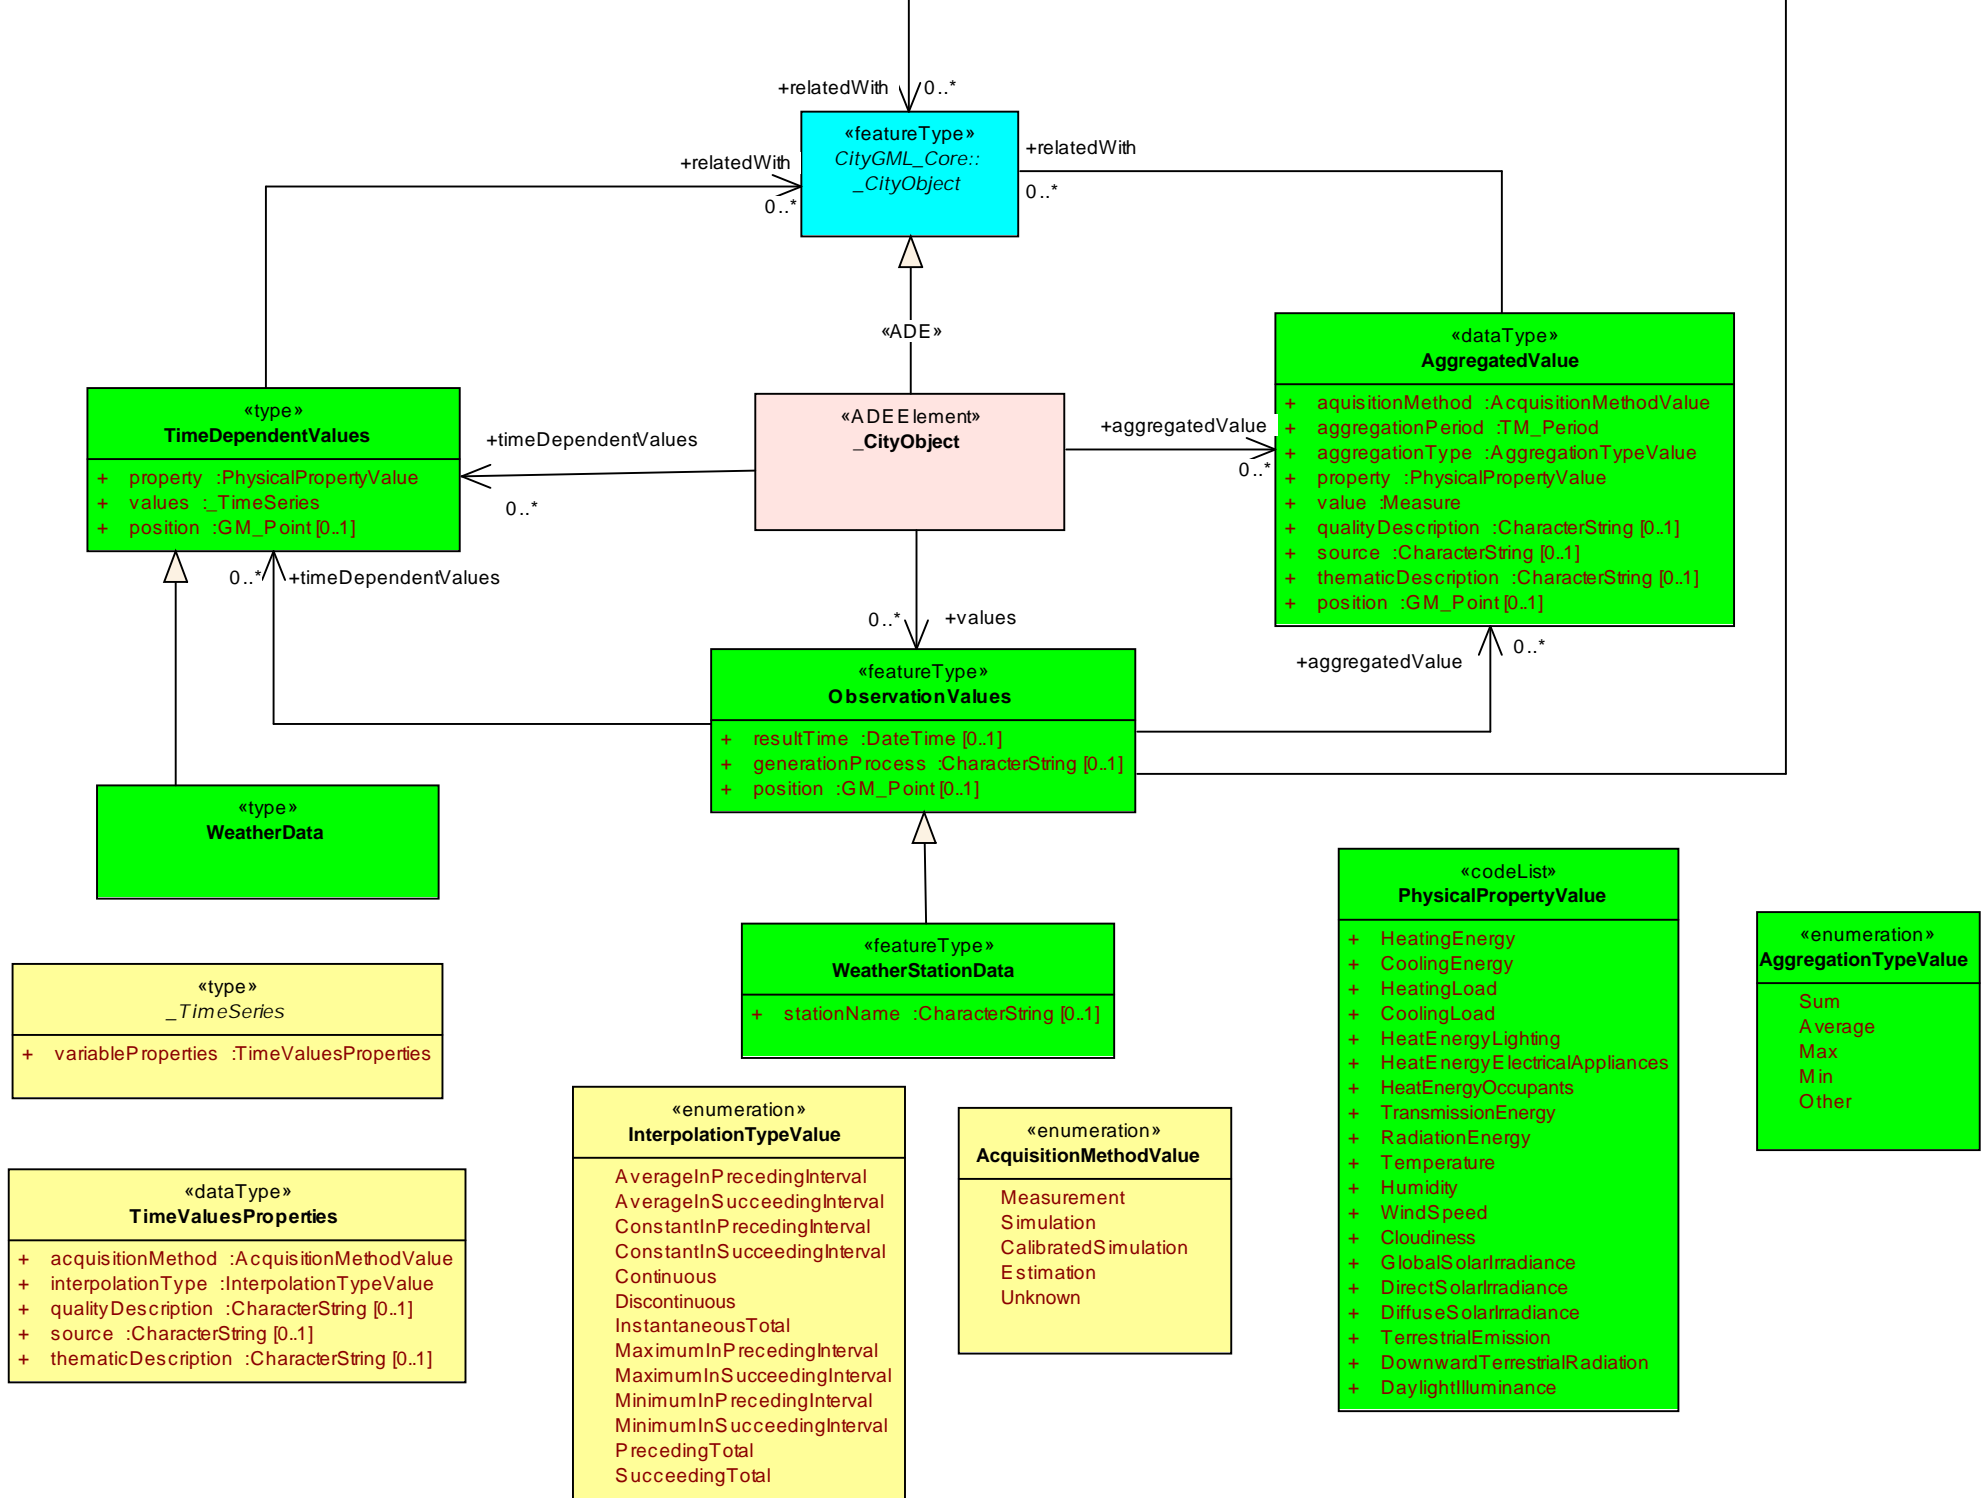 +relatedWith
0..*
«featureType»
CityGML_Core::
_CityObject
+relatedWith
0..*
+relatedWith
0..*
«ADE»
«dataType»
AggregatedValue
+ aquisitionMethod :AcquisitionMethodValue
+ aggregationPeriod :TM_Period
+ aggregationType :AggregationTypeValue
+ property :PhysicalPropertyValue
+ value :Measure
+ qualityDescription :CharacterString [0..1]
+ source :CharacterString [0..1]
+ thematicDescription :CharacterString [0..1]
+ position :GM_Point [0..1]
«type»
TimeDependentValues
+ property :PhysicalPropertyValue
+ values :_TimeSeries
+ position :GM_Point [0..1]
+timeDependentValues
0..*
«ADEElement»
_CityObject
+aggregatedValue
0..*
0..*
+timeDependentValues
0..*
+values
+aggregatedValue
0..*
«featureType»
ObservationValues
+ resultTime :DateTime [0..1]
+ generationProcess :CharacterString [0..1]
+ position :GM_Point [0..1]
«type»
WeatherData
«featureType»
WeatherStationData
+ stationName :CharacterString [0..1]
«codeList»
PhysicalPropertyValue
+ HeatingEnergy
+ CoolingEnergy
+ HeatingLoad
+ CoolingLoad
+ HeatEnergyLighting
+ HeatEnergyElectricalAppliances
+ HeatEnergyOccupants
+ TransmissionEnergy
+ RadiationEnergy
+ Temperature
+ Humidity
+ WindSpeed
+ Cloudiness
+ GlobalSolarIrradiance
+ DirectSolarIrradiance
+ DiffuseSolarIrradiance
+ TerrestrialEmission
+ DownwardTerrestrialRadiation
+ DaylightIlluminance
«enumeration»
AggregationTypeValue
Sum
Average
Max
Min
Other
«type»
_TimeSeries
+ variableProperties :TimeValuesProperties
«dataType»
TimeValuesProperties
+ acquisitionMethod :AcquisitionMethodValue
+ interpolationType :InterpolationTypeValue
+ qualityDescription :CharacterString [0..1]
+ source :CharacterString [0..1]
+ thematicDescription :CharacterString [0..1]
«enumeration»
InterpolationTypeValue
AverageInPrecedingInterval
AverageInSucceedingInterval
ConstantInPrecedingInterval
ConstantInSucceedingInterval
Continuous
Discontinuous
InstantaneousTotal
MaximumInPrecedingInterval
MaximumInSucceedingInterval
MinimumInPrecedingInterval
MinimumInSucceedingInterval
PrecedingTotal
SucceedingTotal
«enumeration»
AcquisitionMethodValue
Measurement
Simulation
CalibratedSimulation
Estimation
Unknown